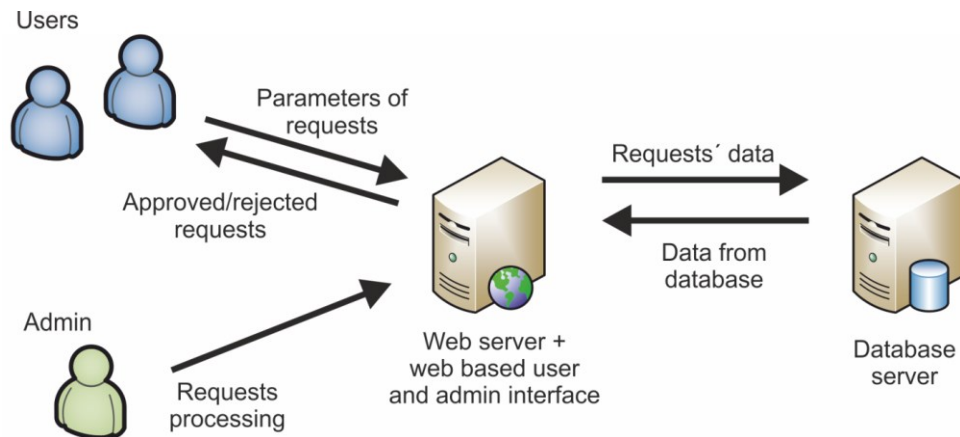 Users
Parameters of
requests
Approved/rejected
requests
Requests´ data
Data from
database
Admin
Requests
processing
Web server +
web based user
and admin interface
Database
server